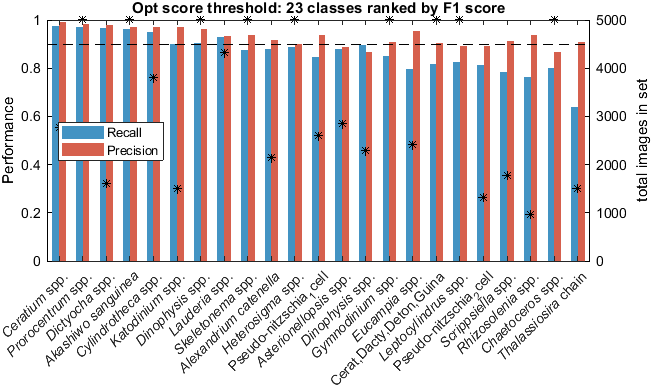 Opt score threshold: 23 classes ranked by F1 score
1
0.8
0.6
0.4
0.2
0
Performance
5000
4000
3000
2000
1000
0
total images in set
Recall
Precision
Ceratium spp.
Prorocentrum spp.
Dictyocha spp.
Akashiwo sanguinea
Cylindrotheca spp.
Katodinium spp.
Dinophysis spp.
Lauderia spp.
Skeletonema spp.
Alexandrium catenella
Heterosigma spp.
Pseudo-nitzschia, cell
Asterionellopsis spp.
Dinophysis spp.
Gymnodinium spp.
Eucampia spp.
Cerat,Dacty,Deton,Guina
Leptocylindrus spp.
Pseudo-nitzschia, cell
Scrippsiella spp.
Rhizosolenia spp.
Chaetoceros spp.
Thalassiosira chain